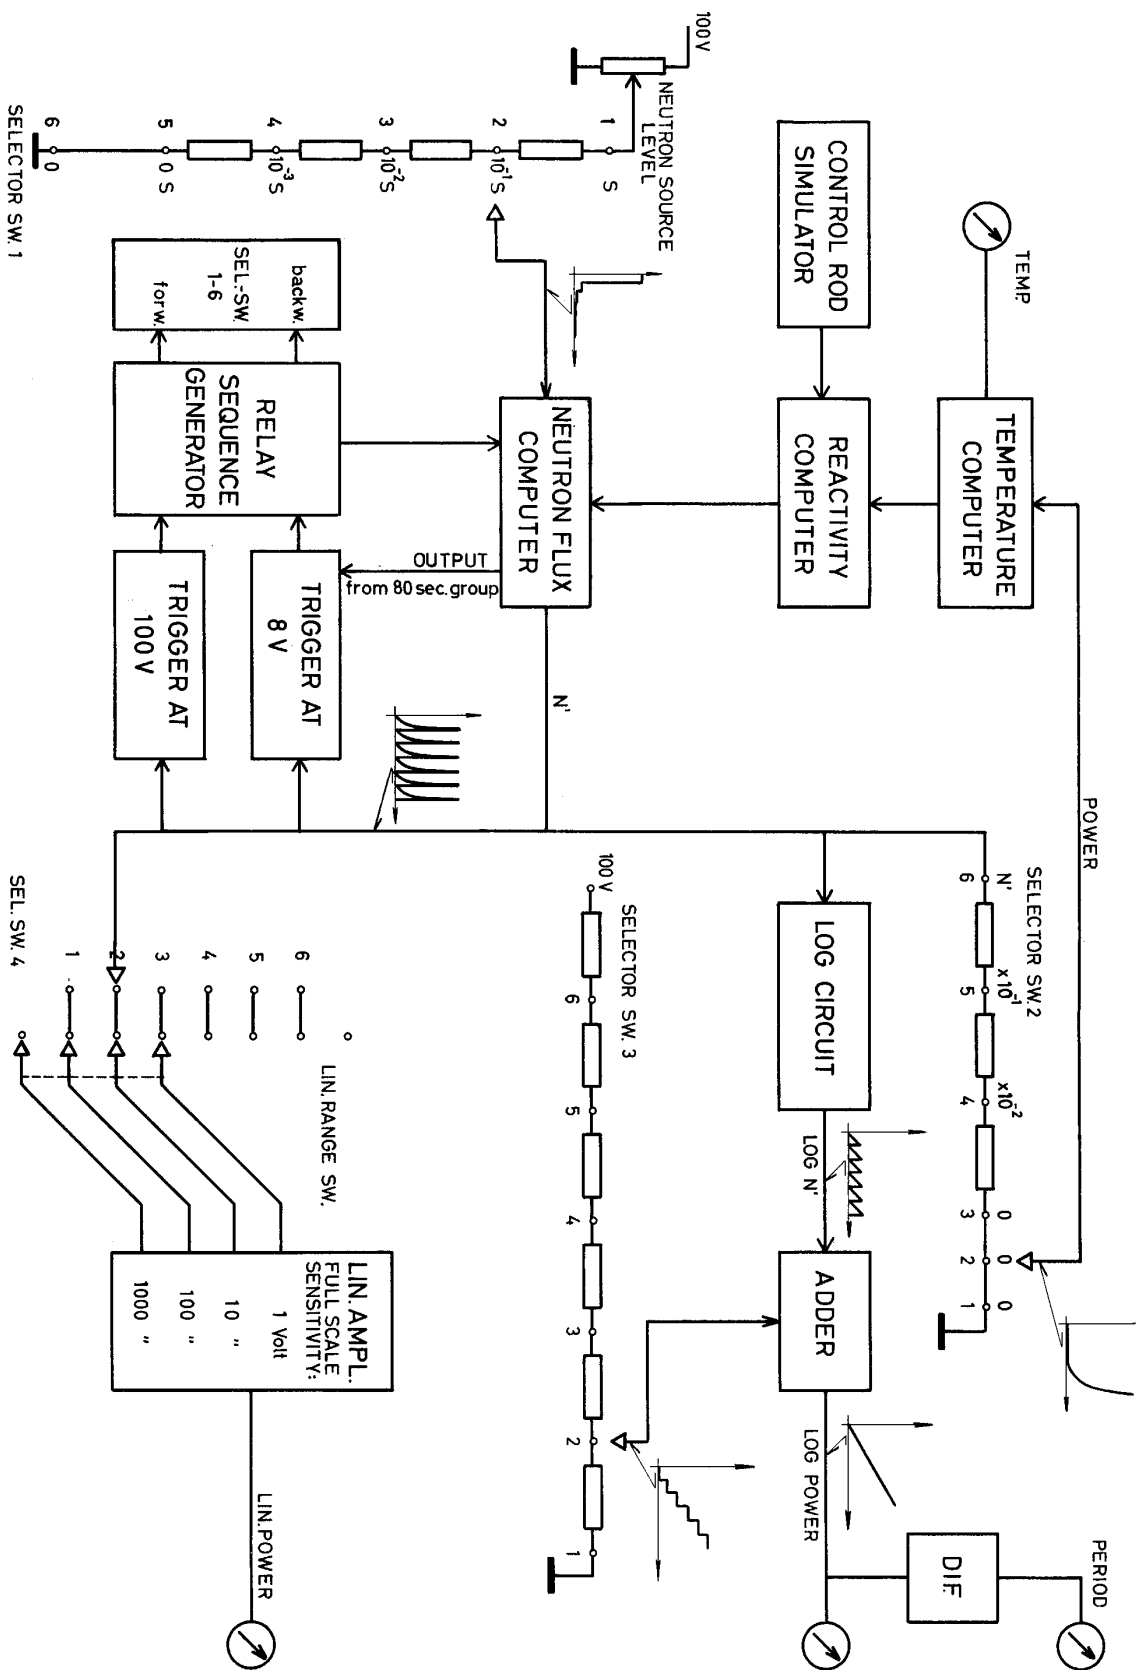 100V
NEUTRON SOURCE
LEVEL
1
2
3
4
5
6
S
10⁻¹S
10⁻²S
10⁻³S
0 S
0
SELECTOR SW. 1
TEMP.
CONTROL ROD
SIMULATOR
TEMPERATURE
COMPUTER
REACTIVITY
COMPUTER
NEUTRON FLUX
COMPUTER
SEL.-SW.
1-6
backw.
forw.
RELAY
SEQUENCE
GENERATOR
OUTPUT
from 80 sec. group
TRIGGER AT
8 V
TRIGGER AT
100 V
N'
POWER
SELECTOR SW. 2
N'
x10⁻¹
x10⁻²
0
0
0
6
5
4
3
2
1
LOG CIRCUIT
LOG N'
ADDER
LOG POWER
DIF.
PERIOD
100 V
SELECTOR SW. 3
6
5
4
3
2
1
6
5
4
3
2
1
SEL. SW. 4
LIN. RANGE SW.
LIN. AMPL.
FULL SCALE
SENSITIVITY:
1 Volt
10 "
100 "
1000 "
LIN. POWER